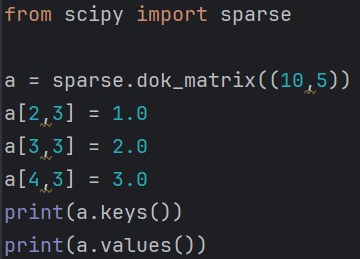 from scipy import sparse
a = sparse.dok_matrix((10,5))
a[2,3] = 1.0
a[3,3] = 2.0
a[4,3] = 3.0
print(a.keys())
print(a.values())